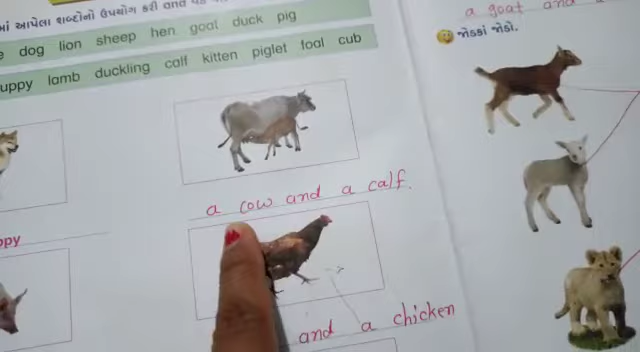 માં આપેલા શબ્દોનો ઉપયોગ કરી
dog lion sheep hen goat duck pig
uppy lamb duckling calf kitten piglet foal cub
a cow and a calf.
ppy
and a chicken
a goat and a
જોડકાં જોડો.